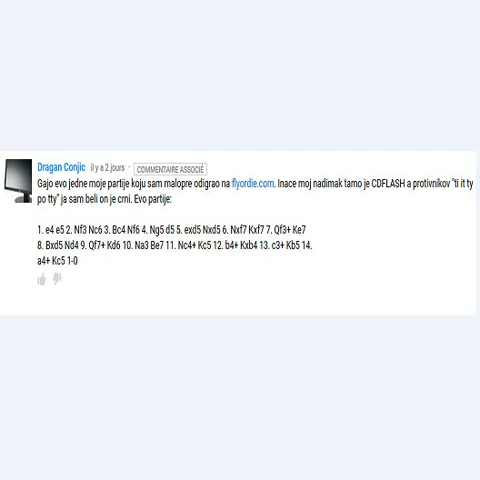 Dragan Conjic il y a 2 jours · COMMENTAIRE ASSOCIÉ
Gajo evo jedne moje partije koju sam malopre odigrao na flyordie.com. Inace moj nadimak tamo je CDFLASH a protivnikov "ti it ty
po tty" ja sam beli on je crni. Evo partije:
1. e4 e5 2. Nf3 Nc6 3. Bc4 Nf6 4. Ng5 d5 5. exd5 Nxd5 6. Nxf7 Kxf7 7. Qf3+ Ke7
8. Bxd5 Nd4 9. Qf7+ Kd6 10. Na3 Be7 11. Nc4+ Kc5 12. b4+ Kxb4 13. c3+ Kb5 14.
a4+ Kc5 1-0